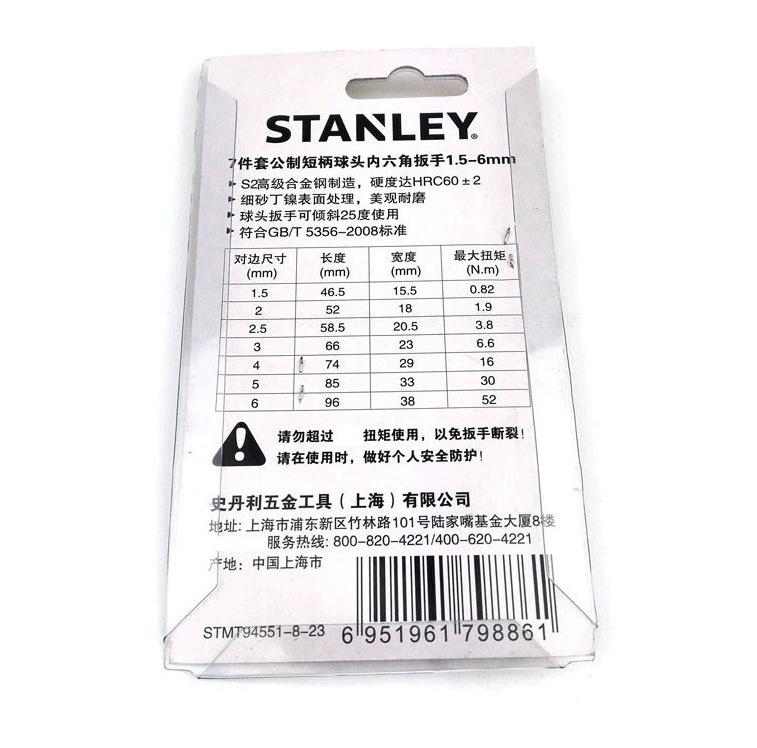 STANLEY®
7件套公制短柄球头内六角扳手1.5-6mm
S2高级合金钢制造，硬度达HRC60±2
细砂丁镍表面处理，美观耐磨
球头扳手可倾斜25度使用
符合GB/T 5356-2008标准
对边尺寸 (mm) 长度 (mm) 宽度 (mm) 最大扭矩 (N.m)
1.5 46.5 15.5 0.82
2 52 18 1.9
2.5 58.5 20.5 3.8
3 66 23 6.6
4 74 29 16
5 85 33 30
6 96 38 52
请勿超过 扭矩使用，以免扳手断裂！
请在使用时，做好个人安全防护！
史丹利五金工具（上海）有限公司
地址: 上海市浦东新区竹林路101号陆家嘴基金大厦8楼
服务热线: 800-820-4221/400-620-4221
产地: 中国上海市
STMT94551-8-23
6 951961 798861